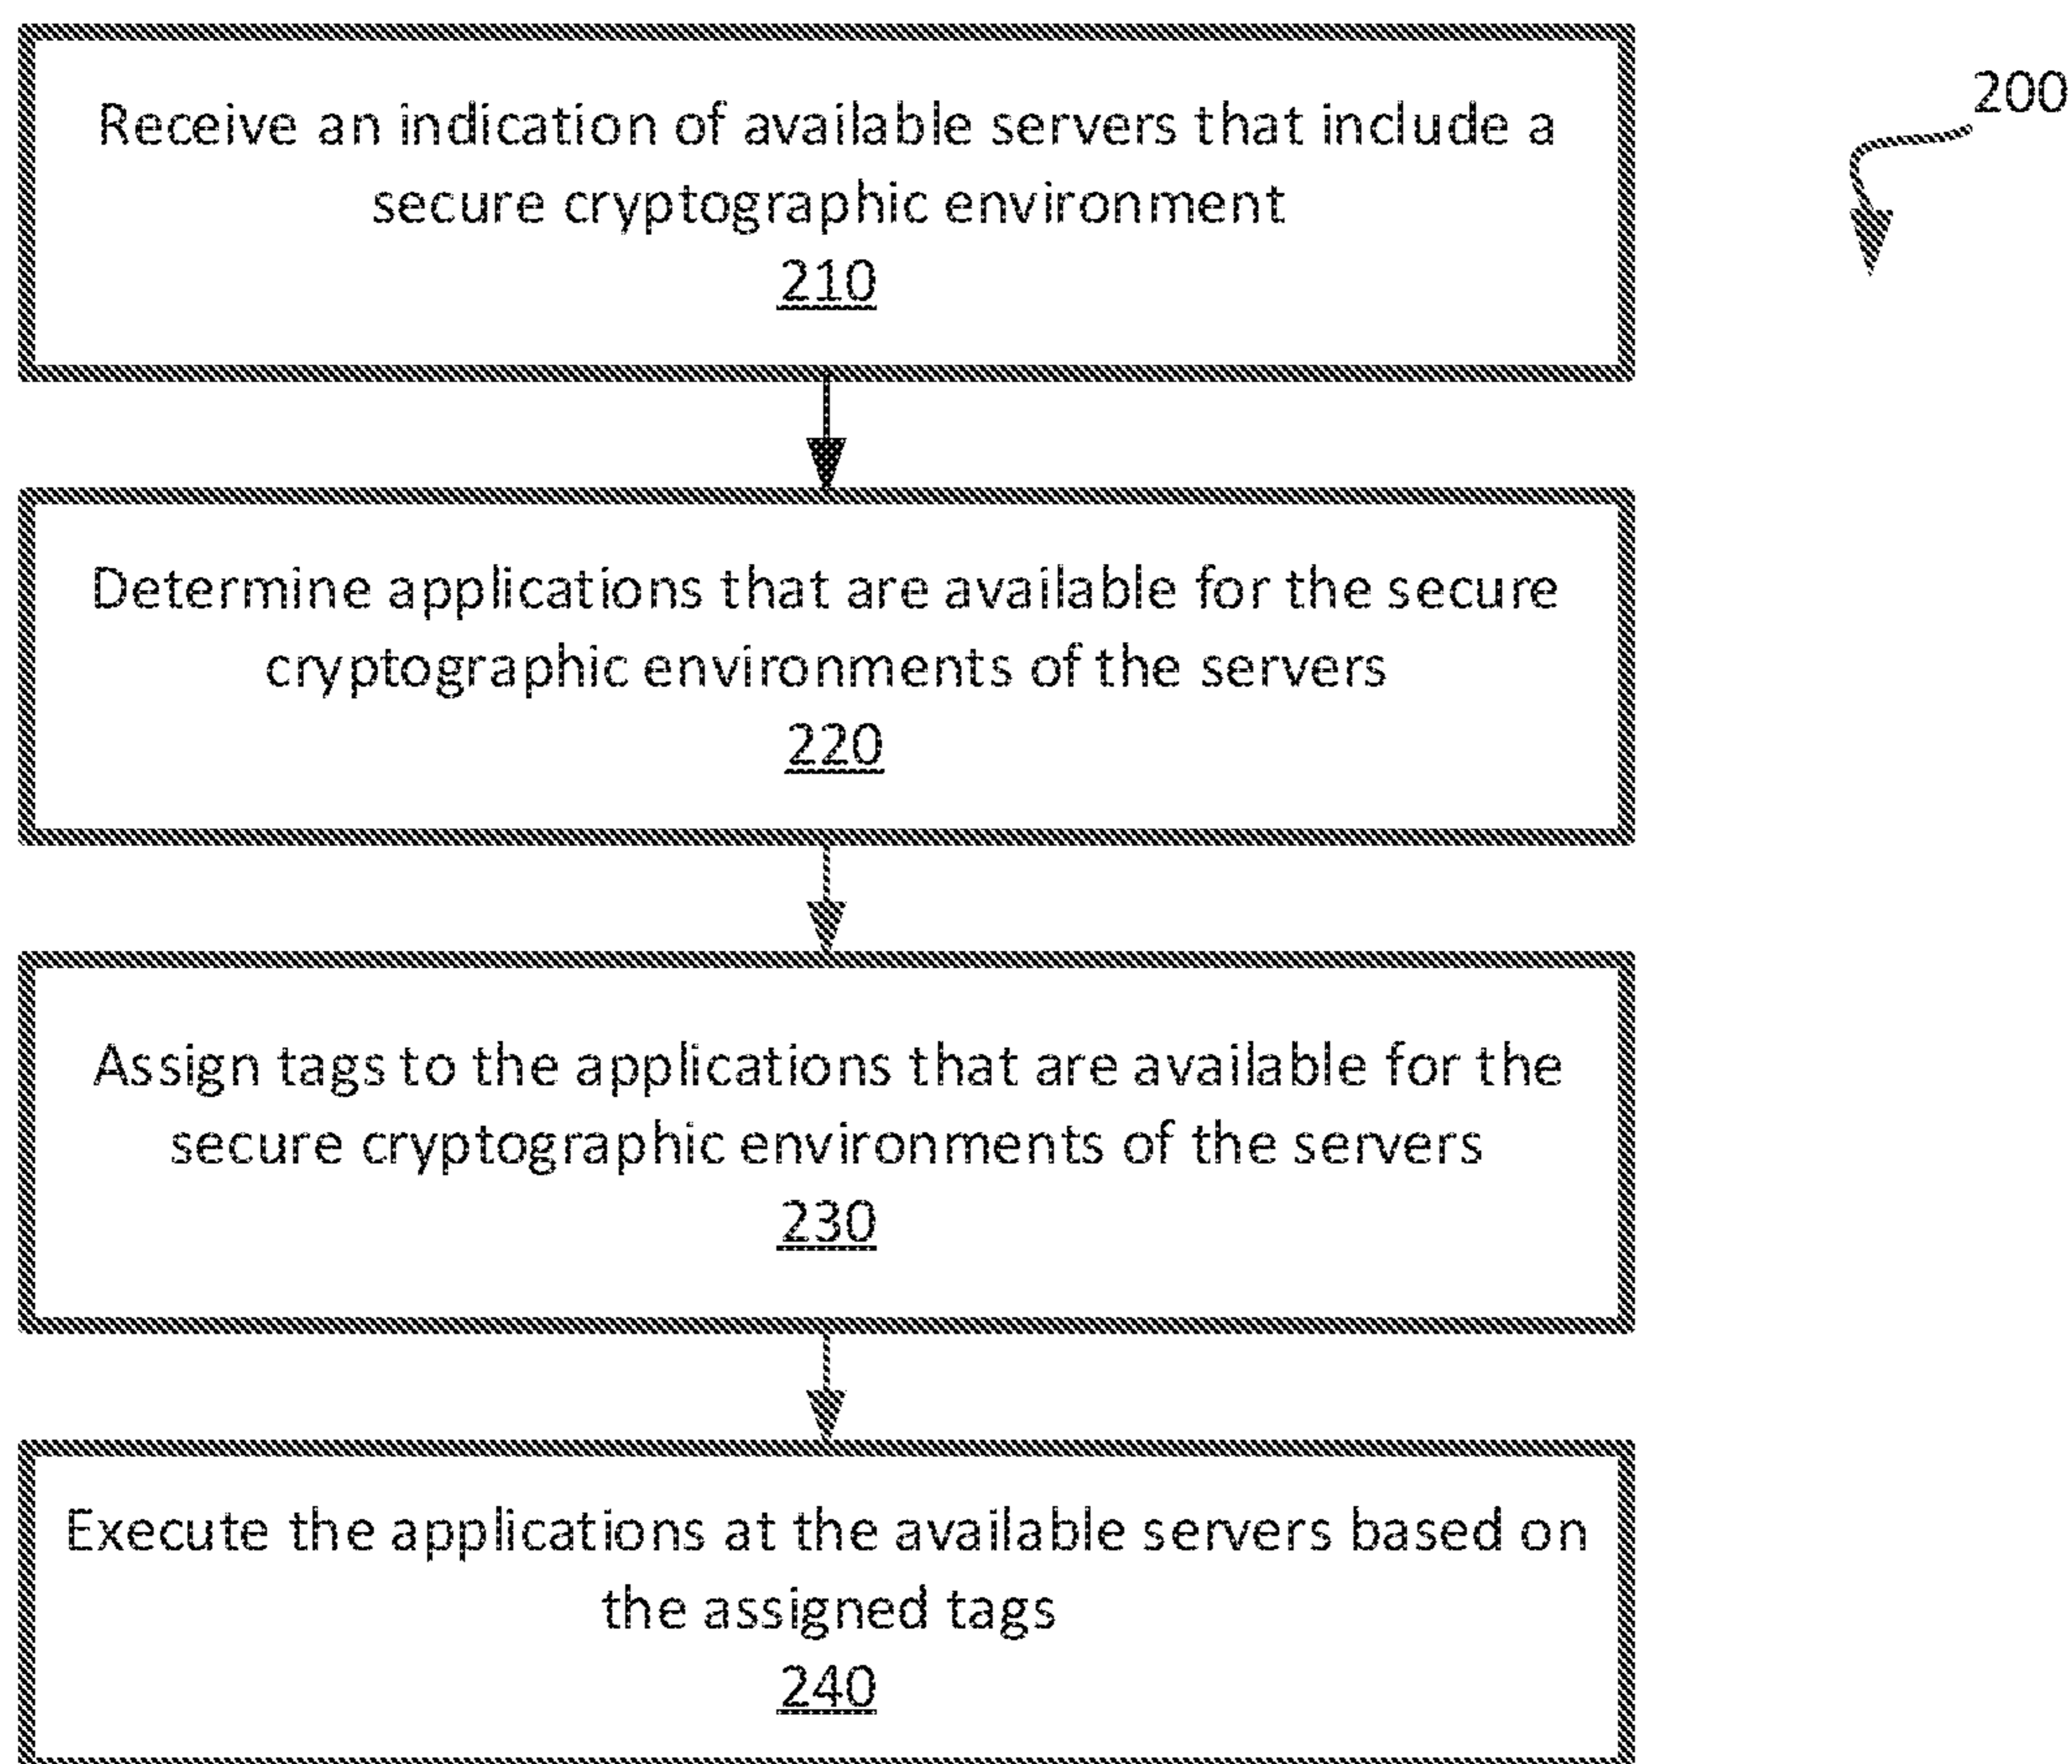 200
Receive an indication of available servers that include a
secure cryptographic environment
210
Determine applications that are available for the secure
cryptographic environments of the servers
220
Assign tags to the applications that are available for the
secure cryptographic environments of the servers
230
Execute the applications at the available servers based on
the assigned tags
240